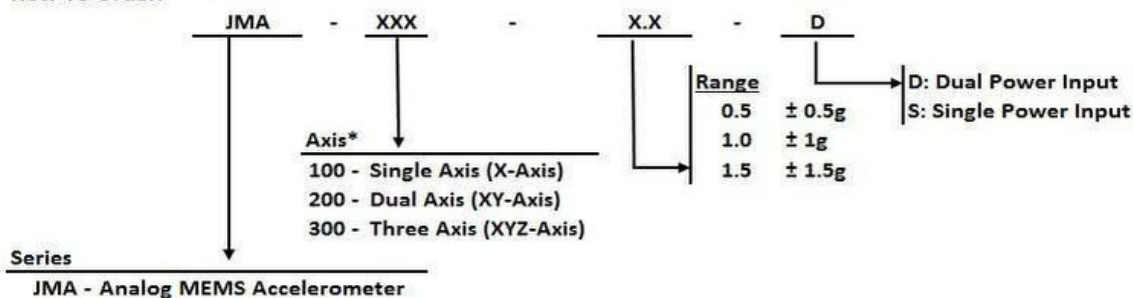 JMA - XXX - X.X - D
Range
0.5 ± 0.5g
1.0 ± 1g
1.5 ± 1.5g
D: Dual Power Input
S: Single Power Input
Axis*
100 - Single Axis (X-Axis)
200 - Dual Axis (XY-Axis)
300 - Three Axis (XYZ-Axis)
Series
JMA - Analog MEMS Accelerometer